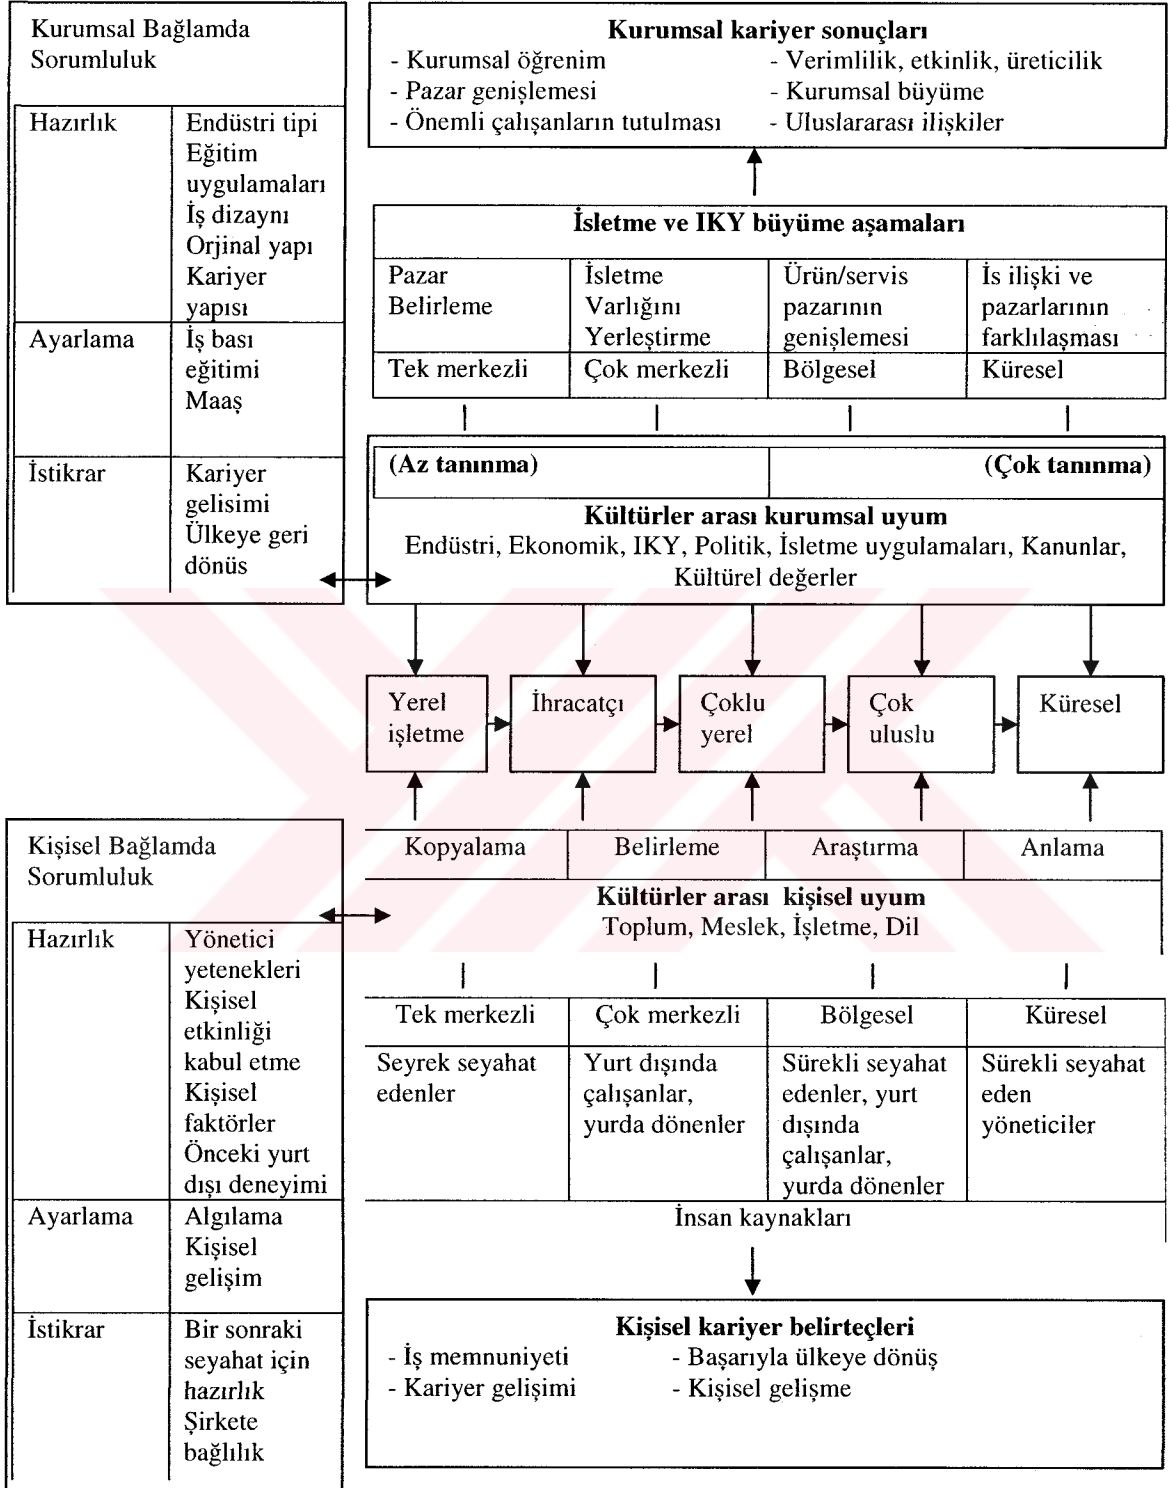 Kurumsal Bağlamda
Sorumluluk
Hazırlık
Endüstri tipi
Eğitim
uygulamaları
İş dizaynı
Orjinal yapı
Kariyer
yapısı
Ayarlama
İş bası
eğitimi
Maaş
İstikrar
Kariyer
gelisimi
Ülkeye geri
dönüs
Kurumsal kariyer sonuçları
- Kurumsal öğrenim
- Verimlilik, etkinlik, üreticilik
- Pazar genişlemesi
- Kurumsal büyüme
- Önemli çalışanların tutulması
- Uluslararası ilişkiler
İsletme ve IKY büyüme aşamaları
Pazar
Belirleme
İsletme
Varlığını
Yerleştirme
Ürün/servis
pazarının
genişlemesi
İs ilişki ve
pazarlarının
farklılaşması
Tek merkezli
Çok merkezli
Bölgesel
Küresel
(Az tanınma)
(Çok tanınma)
Kültürler arası kurumsal uyum
Endüstri, Ekonomik, IKY, Politik, İsletme uygulamaları, Kanunlar,
Kültürel değerler
Yerel
işletme
İhracatçı
Çoklu
yerel
Çok
uluslu
Küresel
Kişisel Bağlamda
Sorumluluk
Hazırlık
Yönetici
yetenekleri
Kişisel
etkinliği
kabul etme
Kişisel
faktörler
Önceki yurt
dışı deneyimi
Ayarlama
Algılama
Kişisel
gelişim
İstikrar
Bir sonraki
seyahat için
hazırlık
Şirkete
bağlılık
Kopyalama
Belirleme
Araştırma
Anlama
Kültürler arası kişisel uyum
Toplum, Meslek, İşletme, Dil
Tek merkezli
Çok merkezli
Bölgesel
Küresel
Seyrek seyahat
edenler
Yurt dışında
çalışanlar,
yurda dönenler
Sürekli seyahat
edenler, yurt
dışında
çalışanlar,
yurda dönenler
Sürekli seyahat
eden
yöneticiler
İnsan kaynakları
Kişisel kariyer belirteçleri
- İş memnuniyeti
- Başarıyla ülkeye dönüş
- Kariyer gelişimi
- Kişisel gelişme